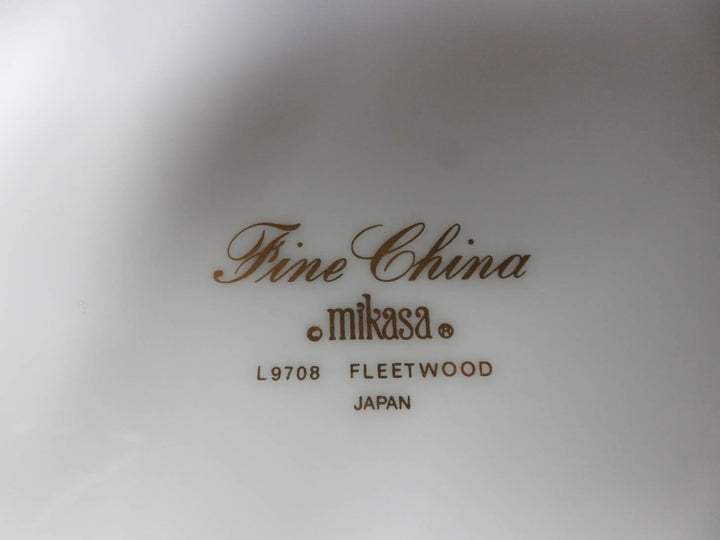 Fine China
© mikasa ®
L9708 FLEETWOOD
JAPAN